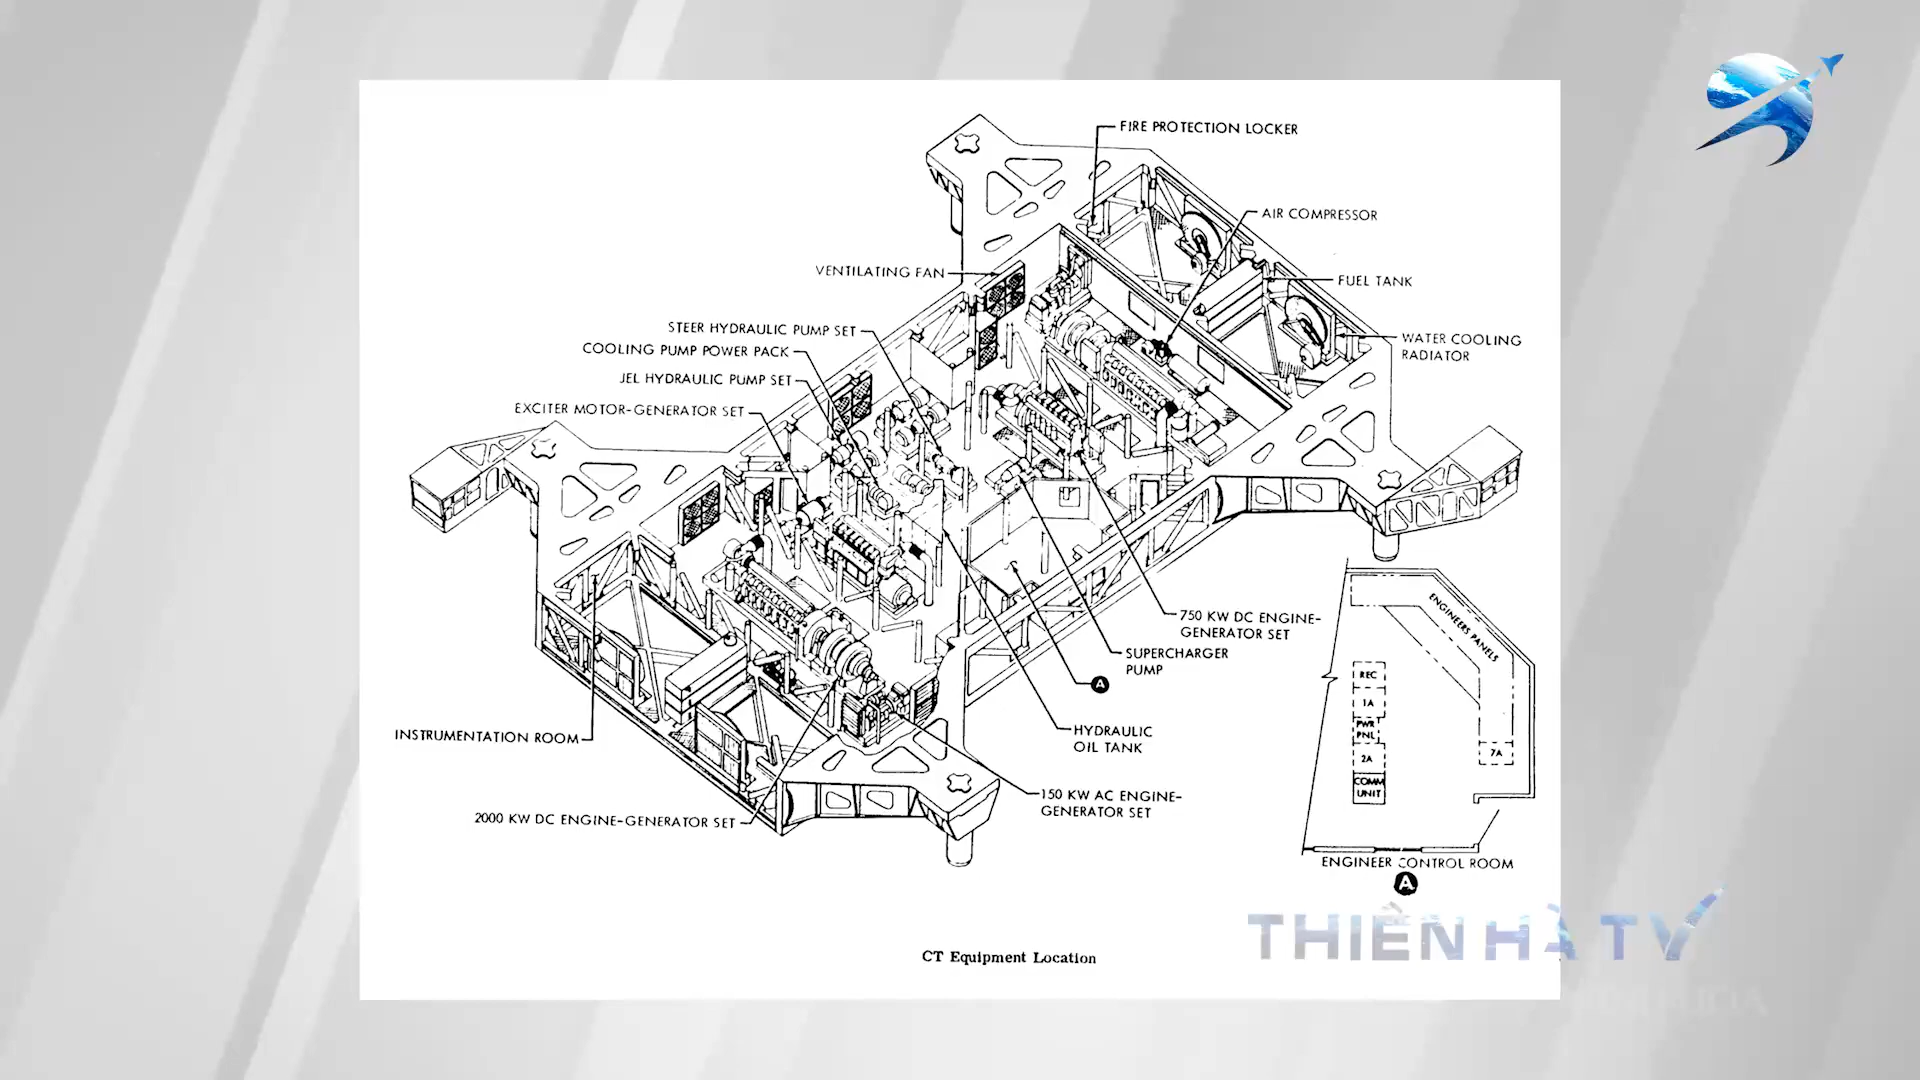 FIRE PROTECTION LOCKER
AIR COMPRESSOR
VENTILATING FAN
FUEL TANK
STEER HYDRAULIC PUMP SET
WATER COOLING
RADIATOR
COOLING PUMP POWER PACK
JEL HYDRAULIC PUMP SET
EXCITER MOTOR-GENERATOR SET
750 KW DC ENGINE-
GENERATOR SET
SUPERCHARGER
PUMP
A
HYDRAULIC
OIL TANK
INSTRUMENTATION ROOM
150 KW AC ENGINE-
GENERATOR SET
2000 KW DC ENGINE-GENERATOR SET
ENGINEERS PANELS
REC
1A
PWR
PNL
2A
COMM
UNIT
7A
ENGINEER CONTROL ROOM
A
THIÊN HÀ TV
CT Equipment Location